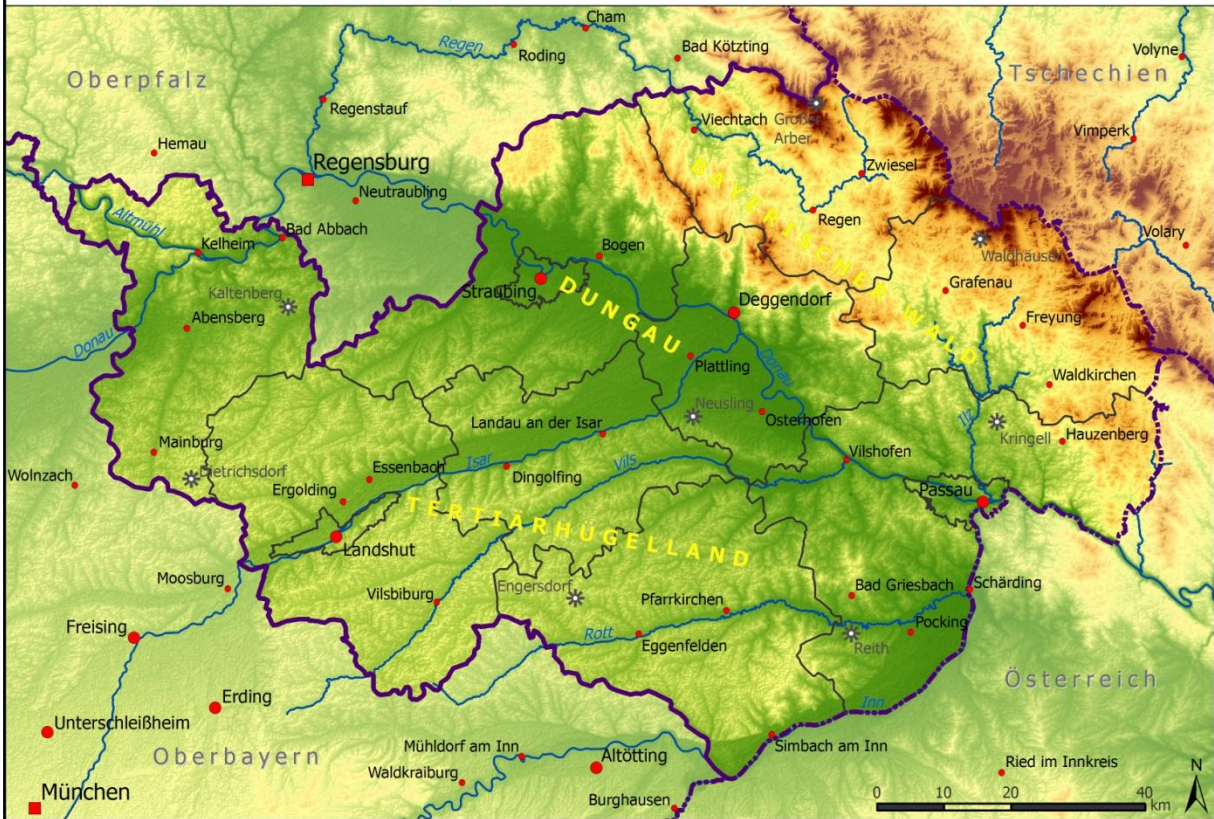 Cham
Regen
Roding
Bad Kötzting
Volyne
Oberpfalz
Tschechien
Regenstauf
Großer
Arber
Viechtach
Vimperk
Hemau
Regensburg
Zwiesel
Neutraubling
BAYERISCHER WALD
Altmühl
Regen
Bad Abbach
Kelheim
Bogen
Waldhäuser
Volary
Kaltenberg
Straubing
DUNGAU
Grafenau
Deggendorf
Abensberg
Freyung
Donau
Donau
Plattling
Waldkirchen
Neusling
Osterhofen
Landau an der Isar
Ilz
Kringell
Hauzenberg
Mainburg
Wolnzach
Dietrichsdorf
Essenbach
Isar
Dingolfing
Vils
Vilshofen
Ergolding
Passau
TERTIÄRHÜGELLAND
Landshut
Moosburg
Vilsbiburg
Engersdorf
Pfarrkirchen
Bad Griesbach
Schärding
Freising
Rott
Eggenfelden
Pocking
Reith
Österreich
Erding
Inn
Unterschleißheim
Oberbayern
Mühldorf am Inn
Simbach am Inn
Altötting
Waldkraiburg
Ried im Innkreis
N
München
Burghausen
0 10 20 40
km